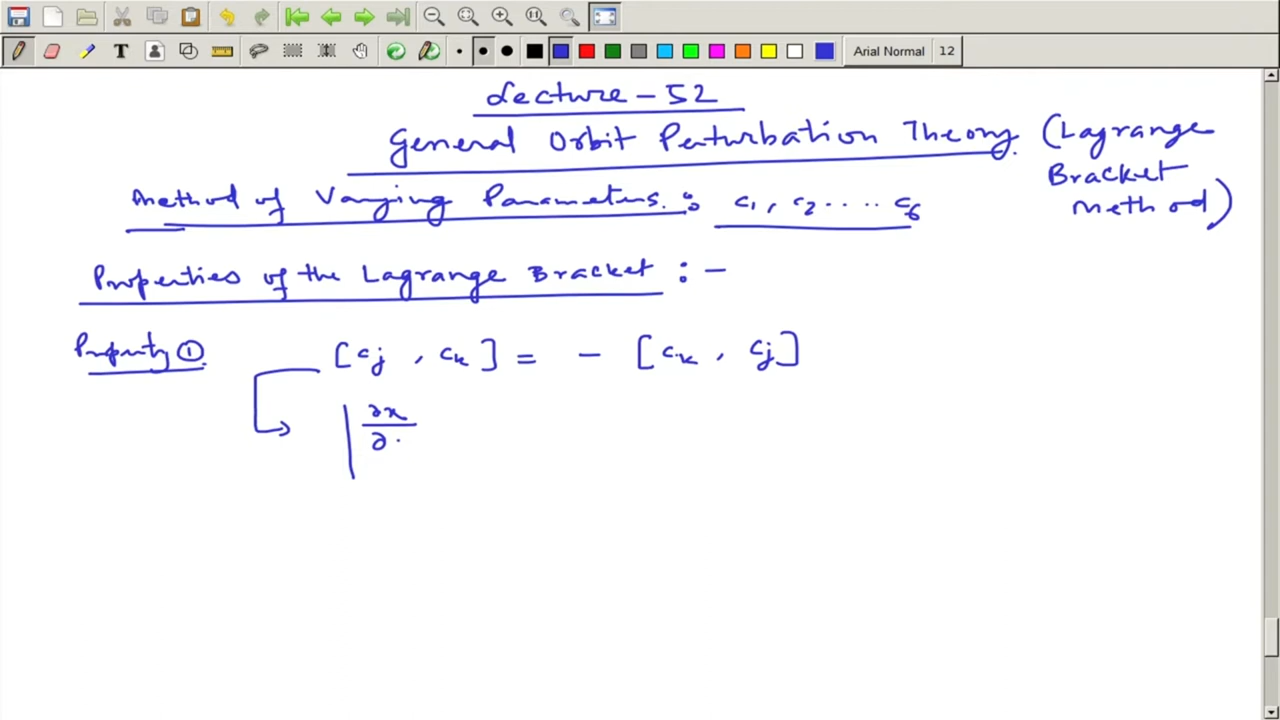 Arial Normal 12
Lecture - 52
General Orbit Perturbation Theory (Lagrange Bracket Method)
Method of Varying Parameters : c₁, c₂ .... c₆
Properties of the Lagrange Bracket : -
Property ① [cⱼ , cₖ] = - [cₖ , cⱼ]
∂x
∂